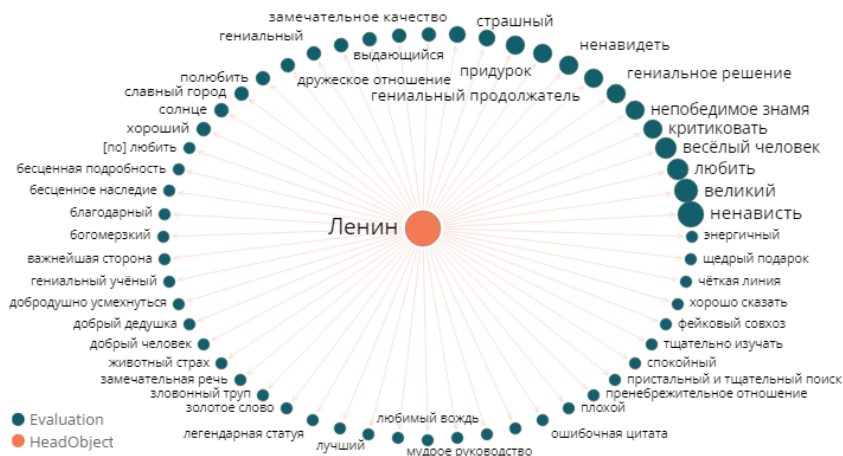 замечательное качество
страшный
гениальный
ненавидеть
выдающийся
придурок
полюбить
дружеское отношение
гениальное решение
славный город
гениальный продолжатель
солнце
непобедимое знамя
хороший
критиковать
[no] любить
весёлый человек
бесценная подробность
любить
бесценное наследие
великий
благодарный
ненависть
Ленин
богомерзкий
энергичный
важнейшая сторона
щедрый подарок
гениальный учёный
чёткая линия
добродушно усмехнуться
хорошо сказать
добрый дедушка
фейковый совхоз
добрый человек
тщательно изучать
животный страх
спокойный
замечательная речь
пристальный и тщательный поиск
зловонный труп
пренебрежительное отношение
золотое слово
плохой
Evaluation
любимый вождь
легендарная статуя
ошибочная цитата
HeadObject
лучший
мудрое руководство